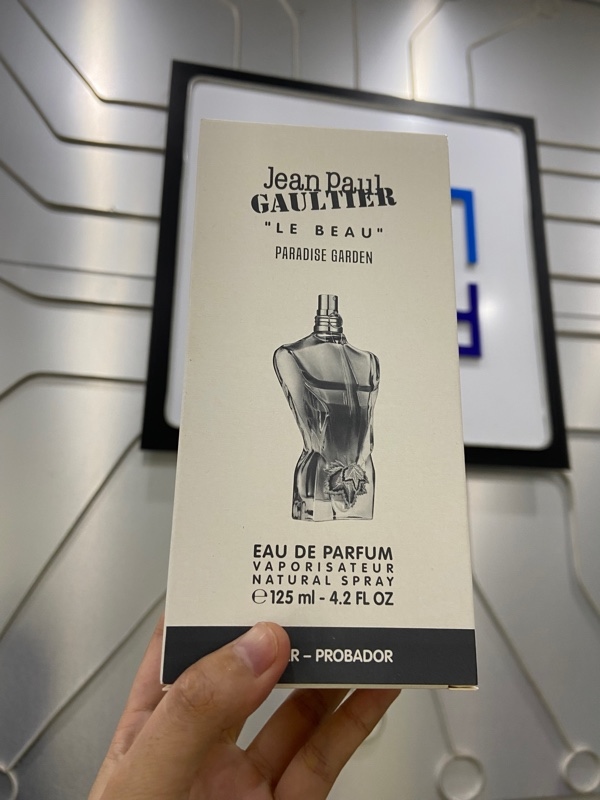 Jean Paul
GAULTIER
"LE BEAU"
PARADISE GARDEN
EAU DE PARFUM
VAPORISATEUR
NATURAL SPRAY
℮125 ml - 4.2 FL OZ
– PROBADOR